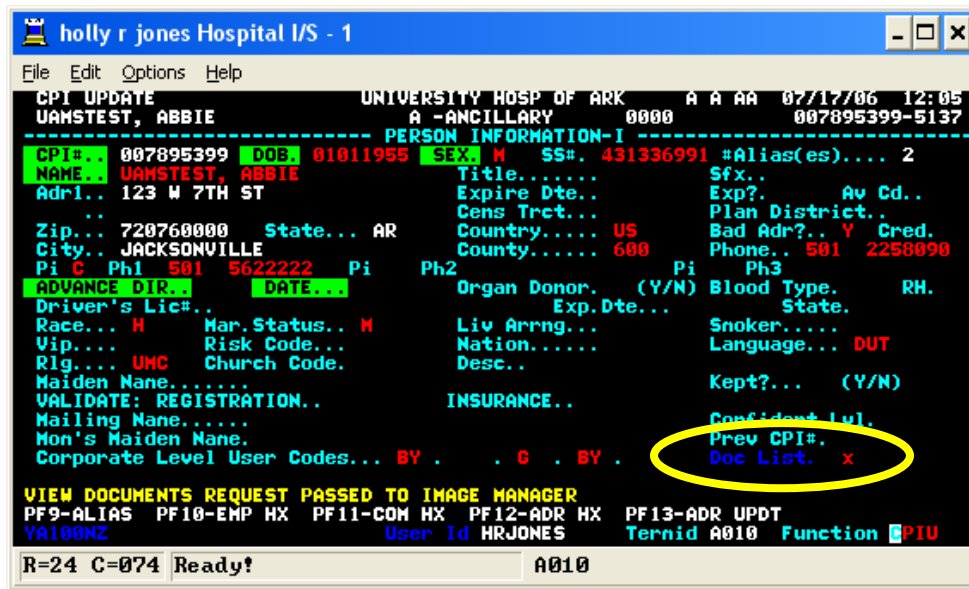 holly r jones Hospital I/S - 1
File Edit Options Help
CPI UPDATE UNIVERSITY HOSP OF ARK A A AA 07/17/06 12:05
UAMSTEST, ABBIE A -ANCILLARY 0000 007895399-5137
------------------------------ PERSON INFORMATION-I ----------------------------
CPI#.. 007895399 DOB. 01011955 SEX. M SS#. 431336991 #Alias(es).... 2
NAME.. UAMSTEST, ABBIE Title....... Sfx..
Adr1.. 123 W 7TH ST Expire Dte... Exp?. Av Cd..
.. Cens Trct... Plan District..
Zip... 720760000 State... AR Country..... US Bad Adr?.. Y Cred.
City.. JACKSONVILLE County...... 600 Phone.. 501 2258090
Pi C Ph1 501 5622222 Pi Ph2 Pi Ph3
ADVANCE DIR.. DATE... Organ Donor. (Y/N) Blood Type. RH.
Driver's Lic#.. Exp.Dte... State.
Race... H Mar.Status.. M Liv Arrng... Smoker.....
Vip.... Risk Code... Nation...... Language... DUT
Rlg.... UMC Church Code. Desc..
Maiden Name....... Kept?... (Y/N)
VALIDATE: REGISTRATION.. INSURANCE..
Mailing Name...... Confident Lvl.
Mom's Maiden Name. Prev CPI#.
Corporate Level User Codes... BY . . G . BY . Doc List. x
VIEW DOCUMENTS REQUEST PASSED TO IMAGE MANAGER
PF9-ALIAS PF10-EMP HX PF11-COM HX PF12-ADR HX PF13-ADR UPDT
YA100NZ User Id HRJONES Termid A010 Function CPIU
R=24 C=074 Ready! A010